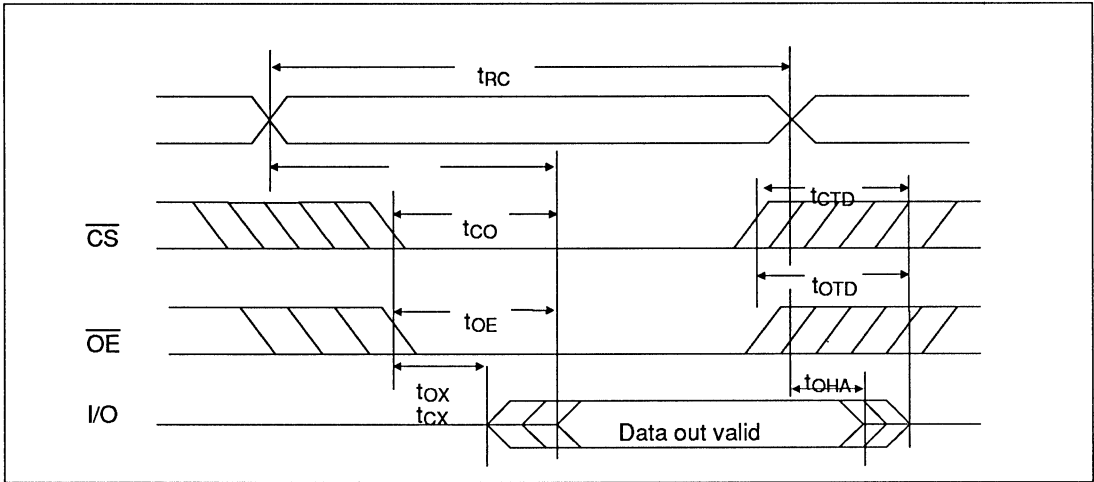 tRC
tCTD
CS
tCO
tOTD
OE
tOE
tOHA
I/O
tOX
tCX
Data out valid